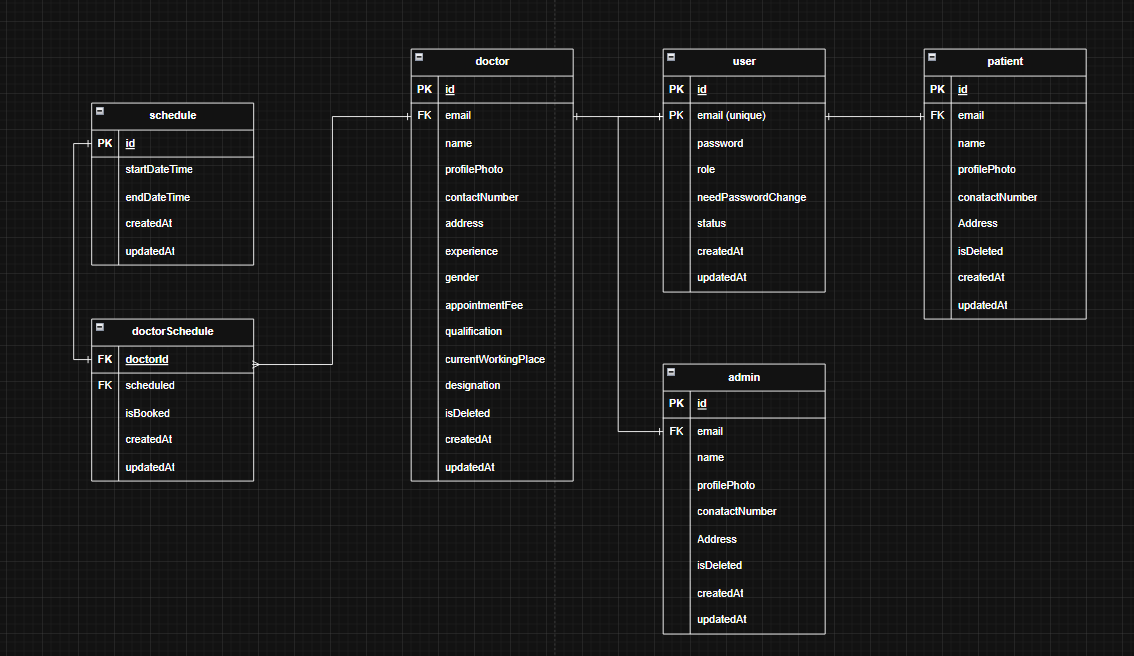 schedule
PK id
startDateTime
endDateTime
createdAt
updatedAt
doctorSchedule
FK doctorId
FK scheduled
isBooked
createdAt
updatedAt
doctor
PK id
FK email
name
profilePhoto
contactNumber
address
experience
gender
appointmentFee
qualification
currentWorkingPlace
designation
isDeleted
createdAt
updatedAt
user
PK id
PK email (unique)
password
role
needPasswordChange
status
createdAt
updatedAt
admin
PK id
FK email
name
profilePhoto
conatactNumber
Address
isDeleted
createdAt
updatedAt
patient
PK id
FK email
name
profilePhoto
conatactNumber
Address
isDeleted
createdAt
updatedAt